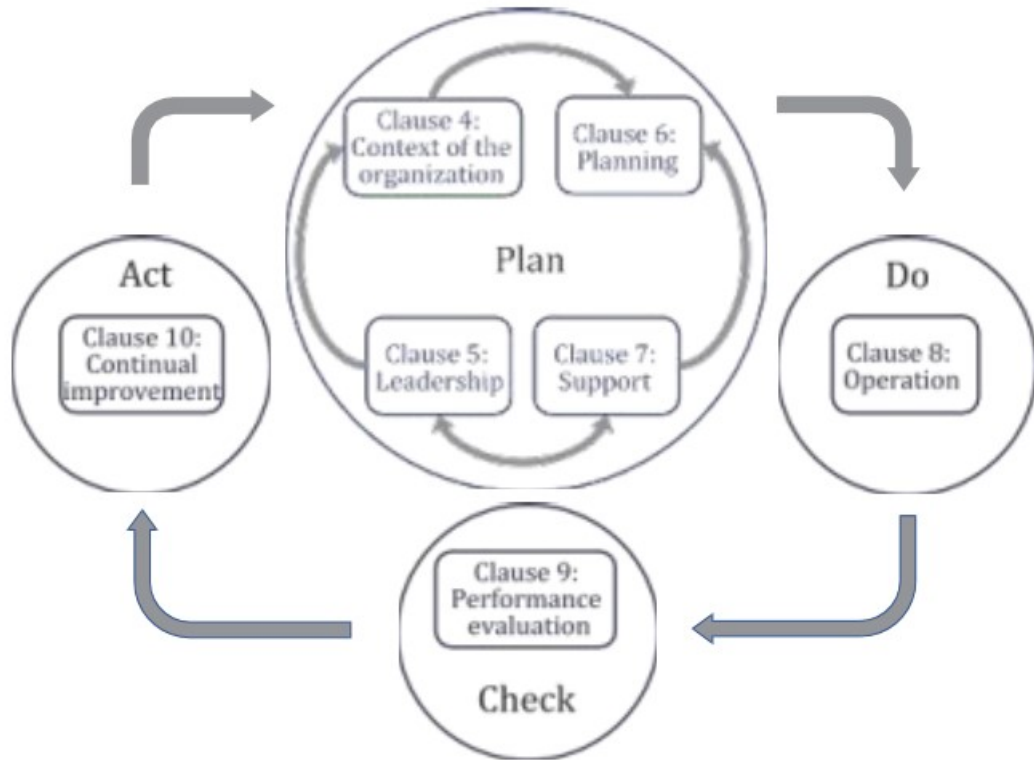 Clause 4:
Context of the
organization
Clause 6:
Planning
Plan
Clause 5:
Leadership
Clause 7:
Support
Do
Clause 8:
Operation
Clause 9:
Performance
evaluation
Check
Act
Clause 10:
Continual
improvement